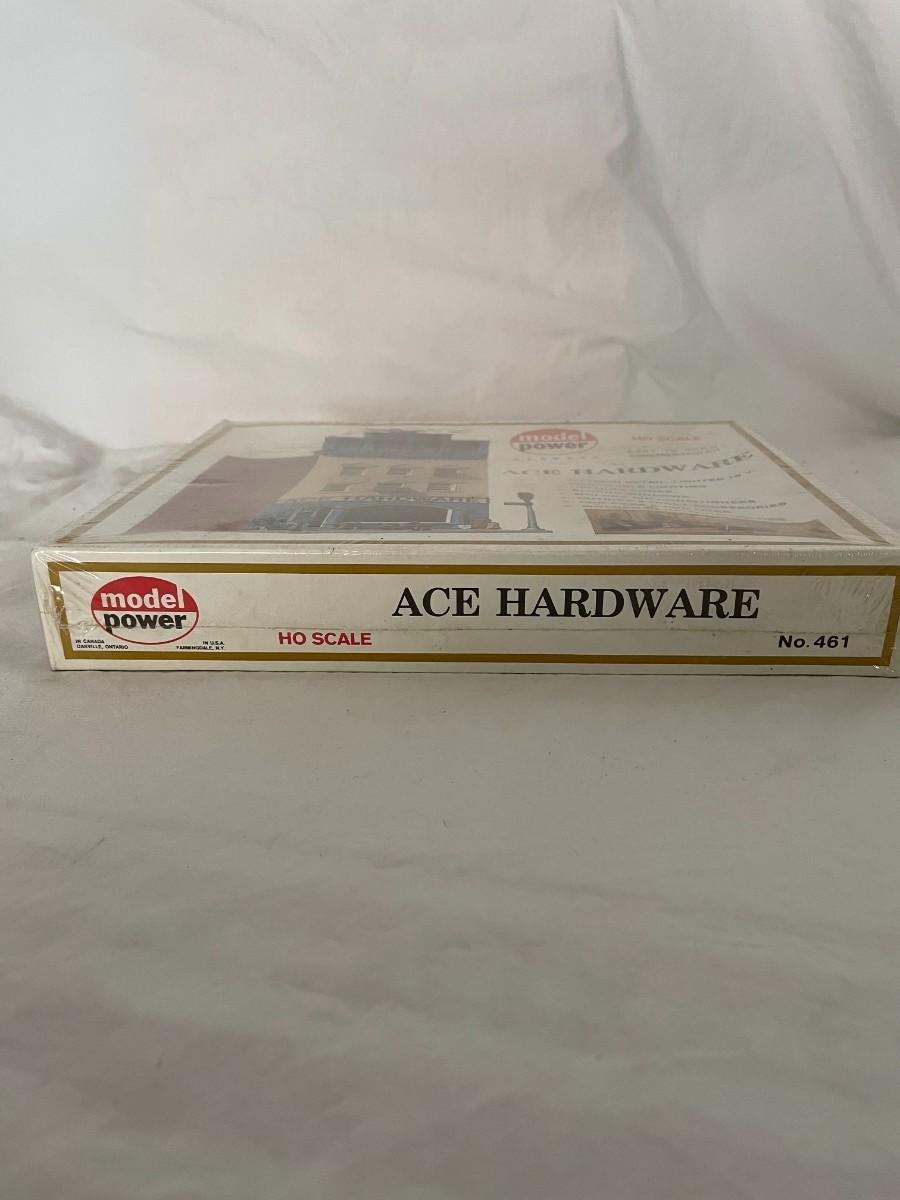 model
power
HO SCALE
ACE HARDWARE
HARDWARE
model
power
IN CANADA
OAKVILLE, ONTARIO
IN U.S.A.
FARMINGDALE, N.Y.
HO SCALE
ACE HARDWARE
No. 461